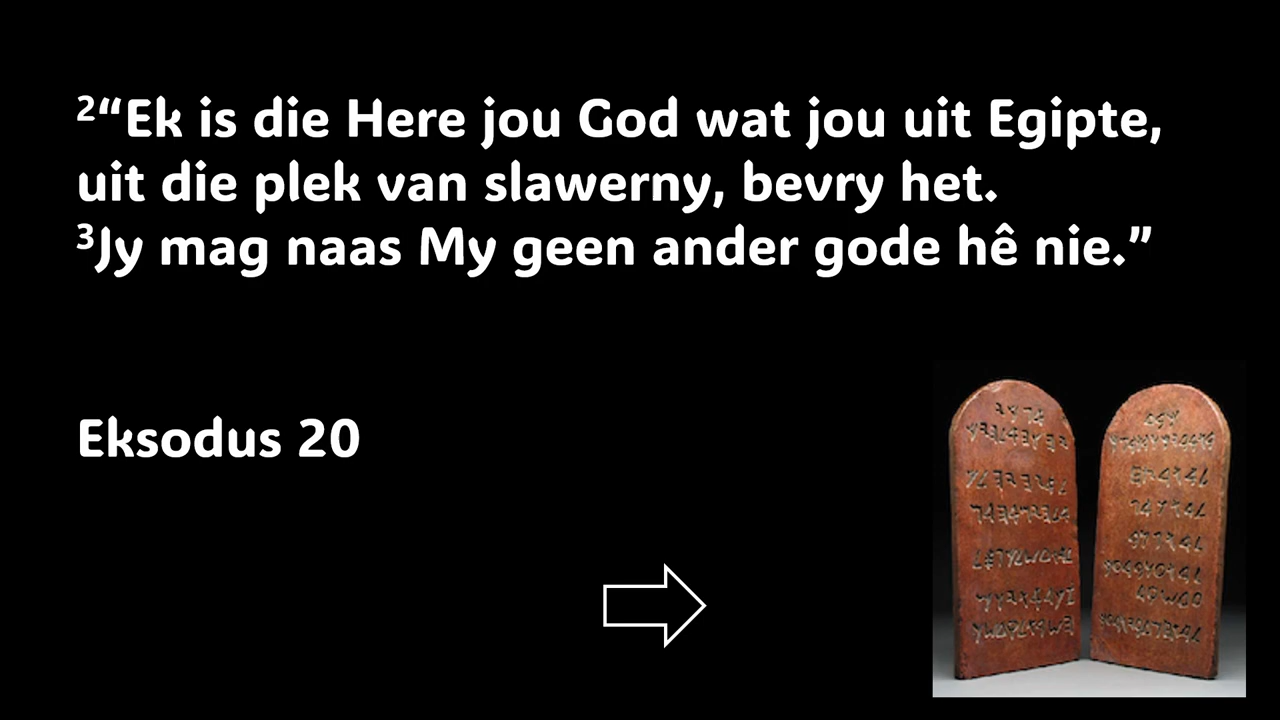 ²“Ek is die Here jou God wat jou uit Egipte,
uit die plek van slawerny, bevry het.
³Jy mag naas My geen ander gode hê nie.”
Eksodus 20